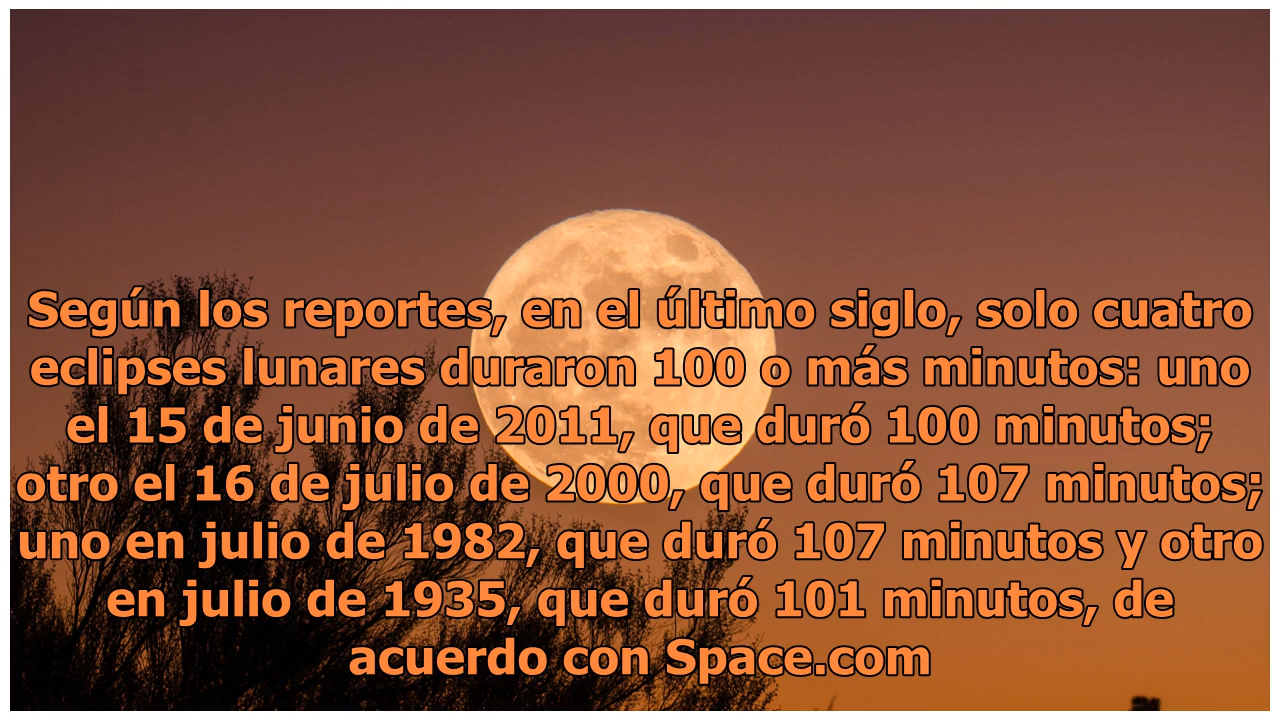 Según los reportes, en el último siglo, solo cuatro
eclipses lunares duraron 100 o más minutos: uno
el 15 de junio de 2011, que duró 100 minutos;
otro el 16 de julio de 2000, que duró 107 minutos;
uno en julio de 1982, que duró 107 minutos y otro
en julio de 1935, que duró 101 minutos, de
acuerdo con Space.com